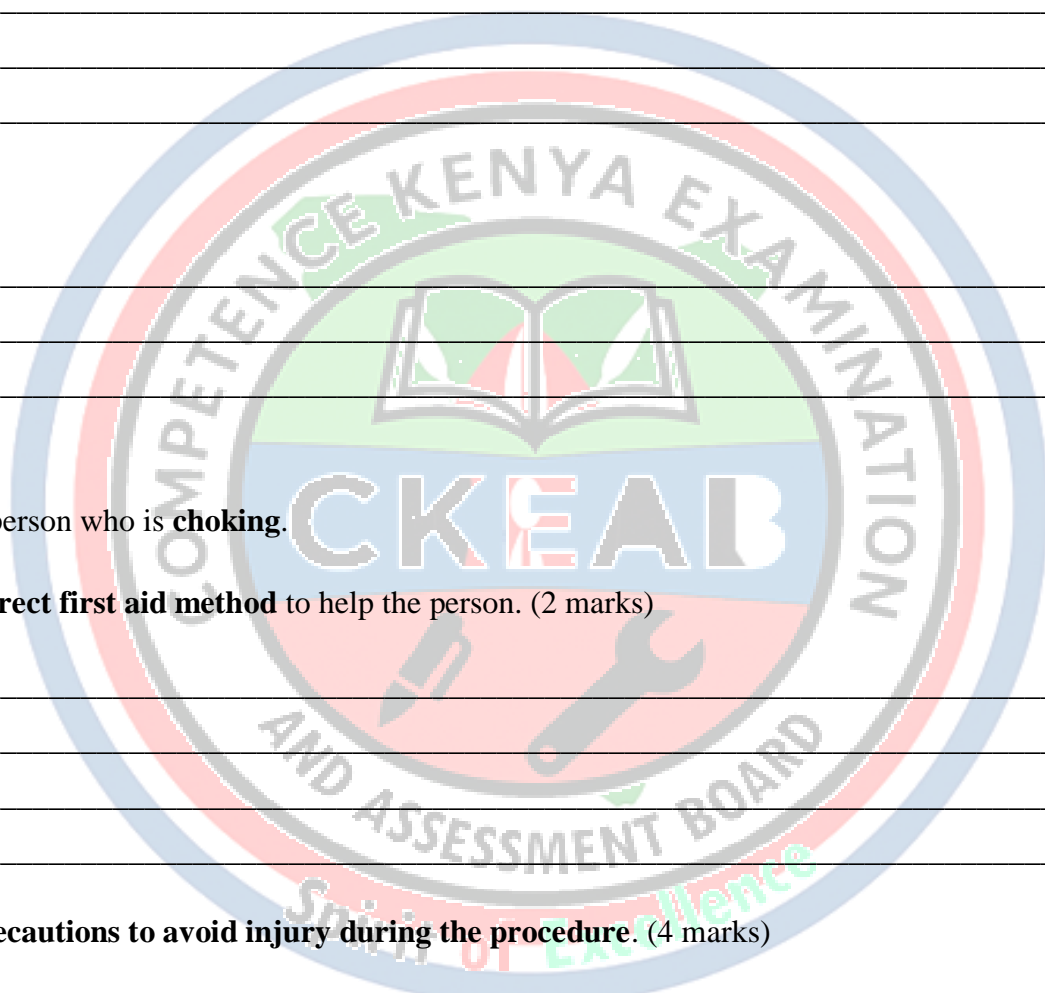 COMPETENCE KENYA EXAMINATION
CKEAB
person who is choking.
rect first aid method to help the person. (2 marks)
AND ASSESSMENT BOARD
Spirit of Excellence
ecautions to avoid injury during the procedure. (4 marks)